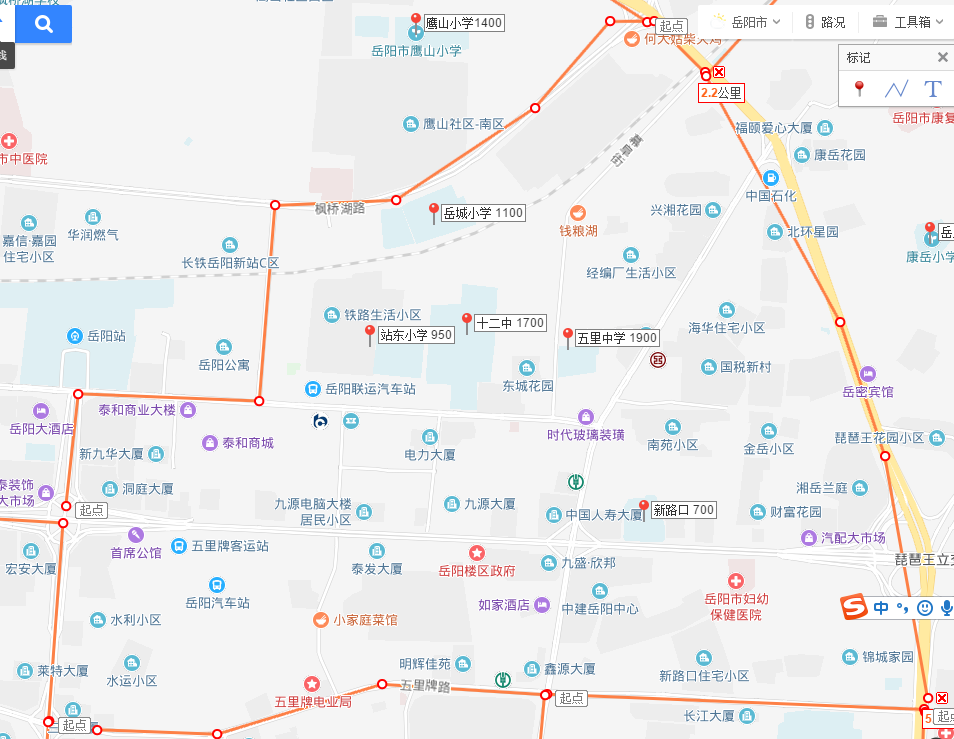 鹰山小学1400
岳阳市鹰山小学
起点
何大姑柴火鸡
岳阳市
路况
工具箱
标记
T
2.2公里
线
鹰山社区-南区
幕阜街
福颐爱心大厦
岳阳市康复
康岳花园
市中医院
中国石化
枫桥湖路
岳城小学 1100
兴湘花园
北环星园
钱粮湖
嘉信·嘉园
住宅小区
华润燃气
长铁岳阳新站C区
经编厂生活小区
康岳小学
铁路生活小区
站东小学 950
十二中 1700
五里中学 1900
海华住宅小区
岳阳站
岳阳公寓
东城花园
国税新村
岳阳联运汽车站
岳密宾馆
岳阳大酒店
泰和商业大楼
泰和商城
时代玻璃装璜
南苑小区
金岳小区
琵琶王花园小区
新九华大厦
电力大厦
泰装饰
大市场
洞庭大厦
湘岳兰庭
起点
九源电脑大楼
居民小区
九源大厦
中国人寿大厦
新路口 700
财富花园
首席公馆
五里牌客运站
汽配大市场
宏安大厦
泰发大厦
岳阳楼区政府
九盛·欣邦
琵琶王立交
岳阳汽车站
如家酒店
中建岳阳中心
岳阳市妇幼
保健医院
中
水利小区
小家庭菜馆
莱特大厦
水运小区
明辉佳苑
鑫源大厦
新路口住宅小区
锦城家园
五里牌电业局
五里牌路
起点
长江大厦
起点
5